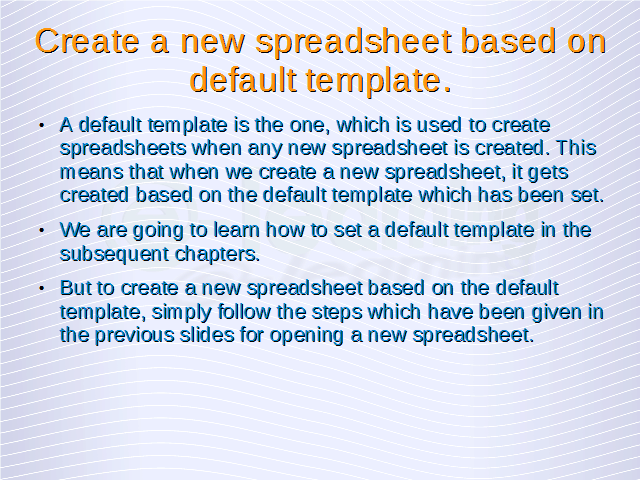 Create a new spreadsheet based on
default template.
• A default template is the one, which is used to create
spreadsheets when any new spreadsheet is created. This
means that when we create a new spreadsheet, it gets
created based on the default template which has been set.
• We are going to learn how to set a default template in the
subsequent chapters.
• But to create a new spreadsheet based on the default
template, simply follow the steps which have been given in
the previous slides for opening a new spreadsheet.